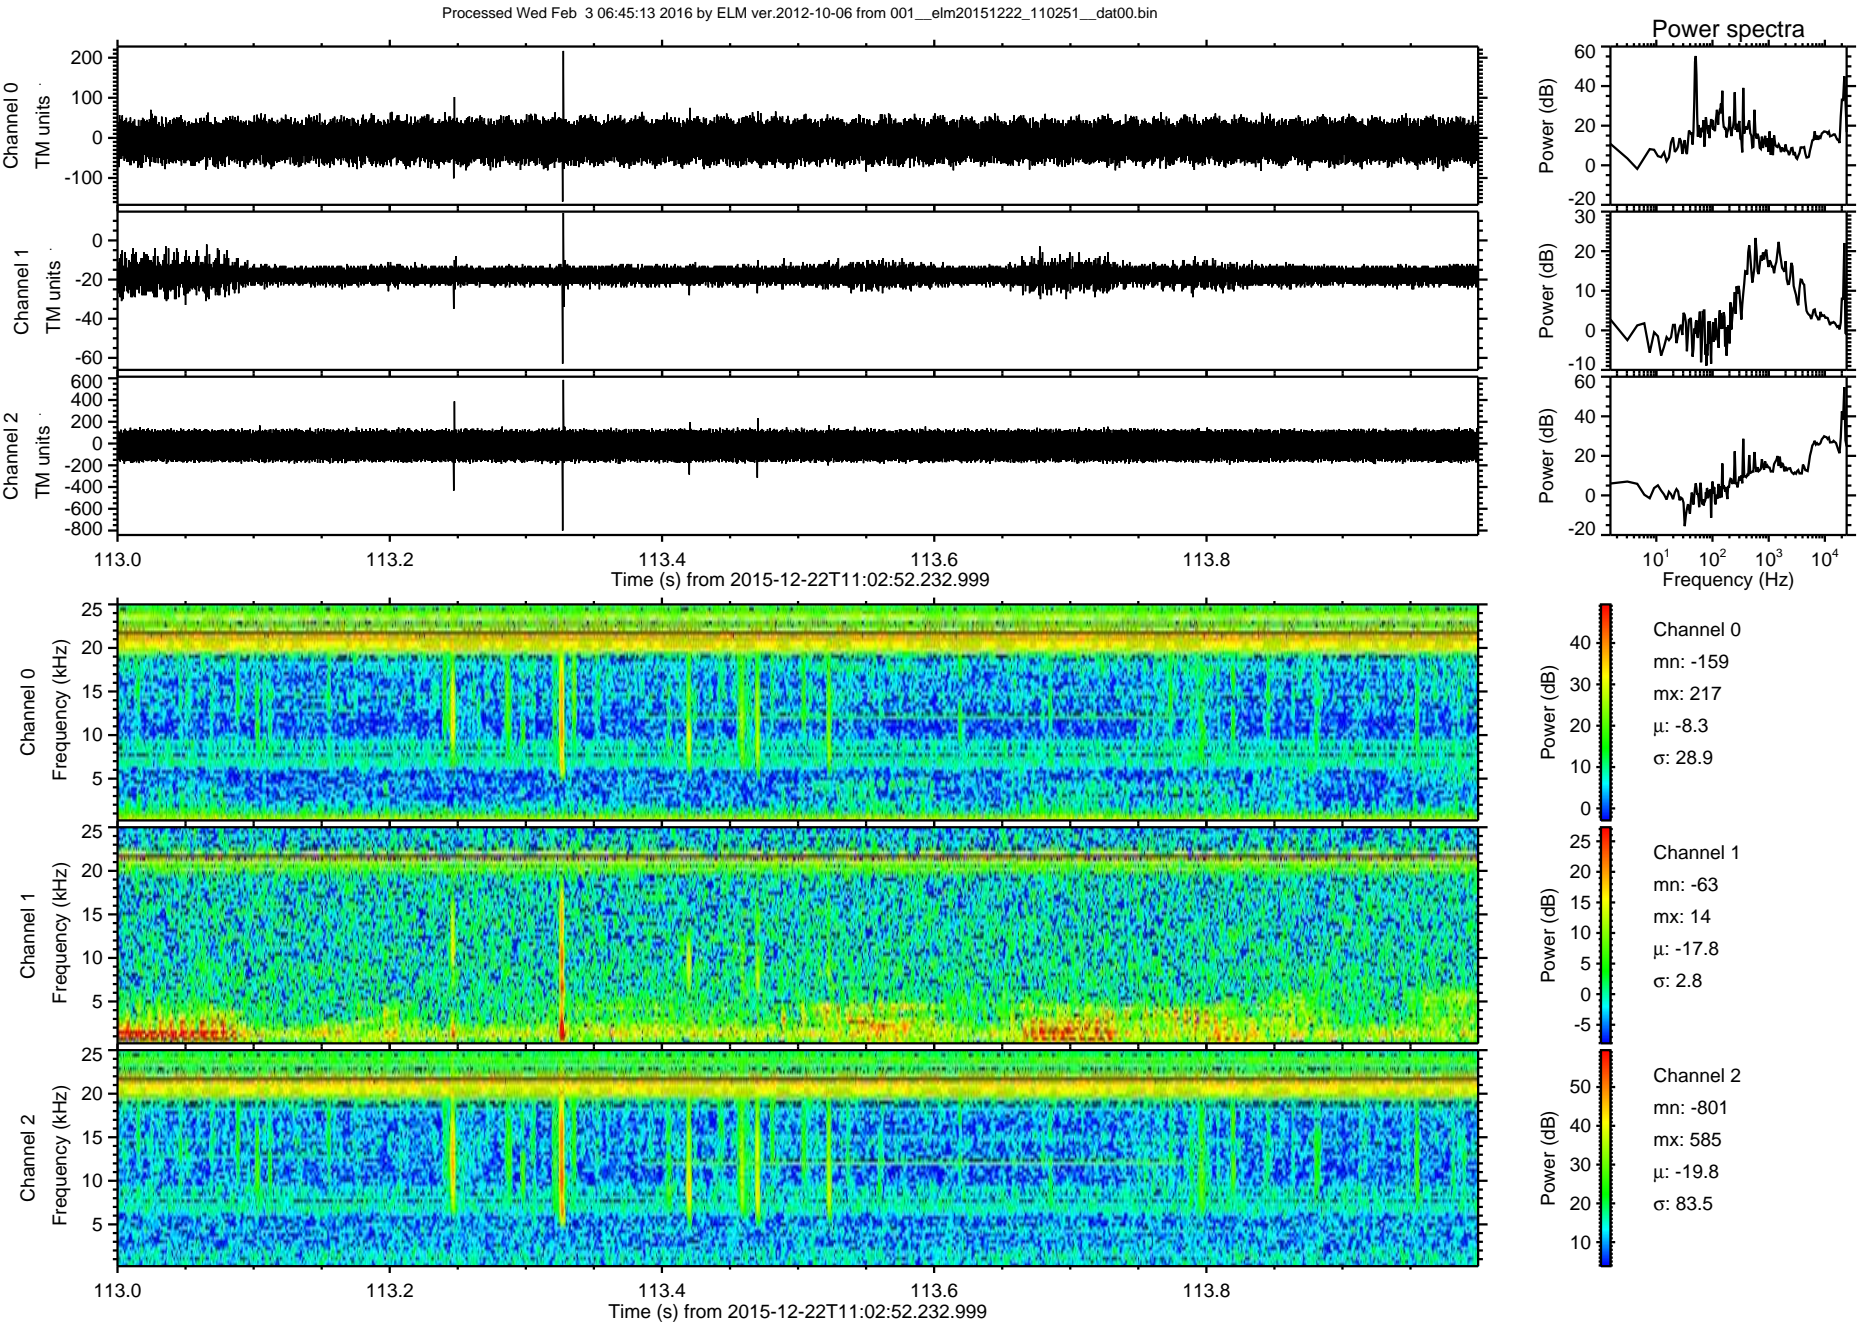 Processed Wed Feb  3 06:45:13 2016 by ELM ver.2012-10-06 from 001__elm20151222_110251__dat00.bin
Power spectra
Channel 0
TM units
200
100
0
-100
Power (dB)
60
40
20
0
-20
Channel 1
TM units
0
-20
-40
-60
Power (dB)
30
20
10
0
-10
Channel 2
TM units
600
400
200
0
-200
-400
-600
-800
Power (dB)
60
40
20
0
-20
113.0 113.2 113.4 113.6 113.8
Time (s) from 2015-12-22T11:02:52.232.999
10^1 10^2 10^3 10^4
Frequency (Hz)
Channel 0
Frequency (kHz)
25
20
15
10
5
Power (dB)
40
30
20
10
0
Channel 0
mn: -159
mx: 217
μ: -8.3
σ: 28.9
Channel 1
Frequency (kHz)
25
20
15
10
5
Power (dB)
25
20
15
10
5
0
-5
Channel 1
mn: -63
mx: 14
μ: -17.8
σ: 2.8
Channel 2
Frequency (kHz)
25
20
15
10
5
Power (dB)
50
40
30
20
10
Channel 2
mn: -801
mx: 585
μ: -19.8
σ: 83.5
113.0 113.2 113.4 113.6 113.8
Time (s) from 2015-12-22T11:02:52.232.999